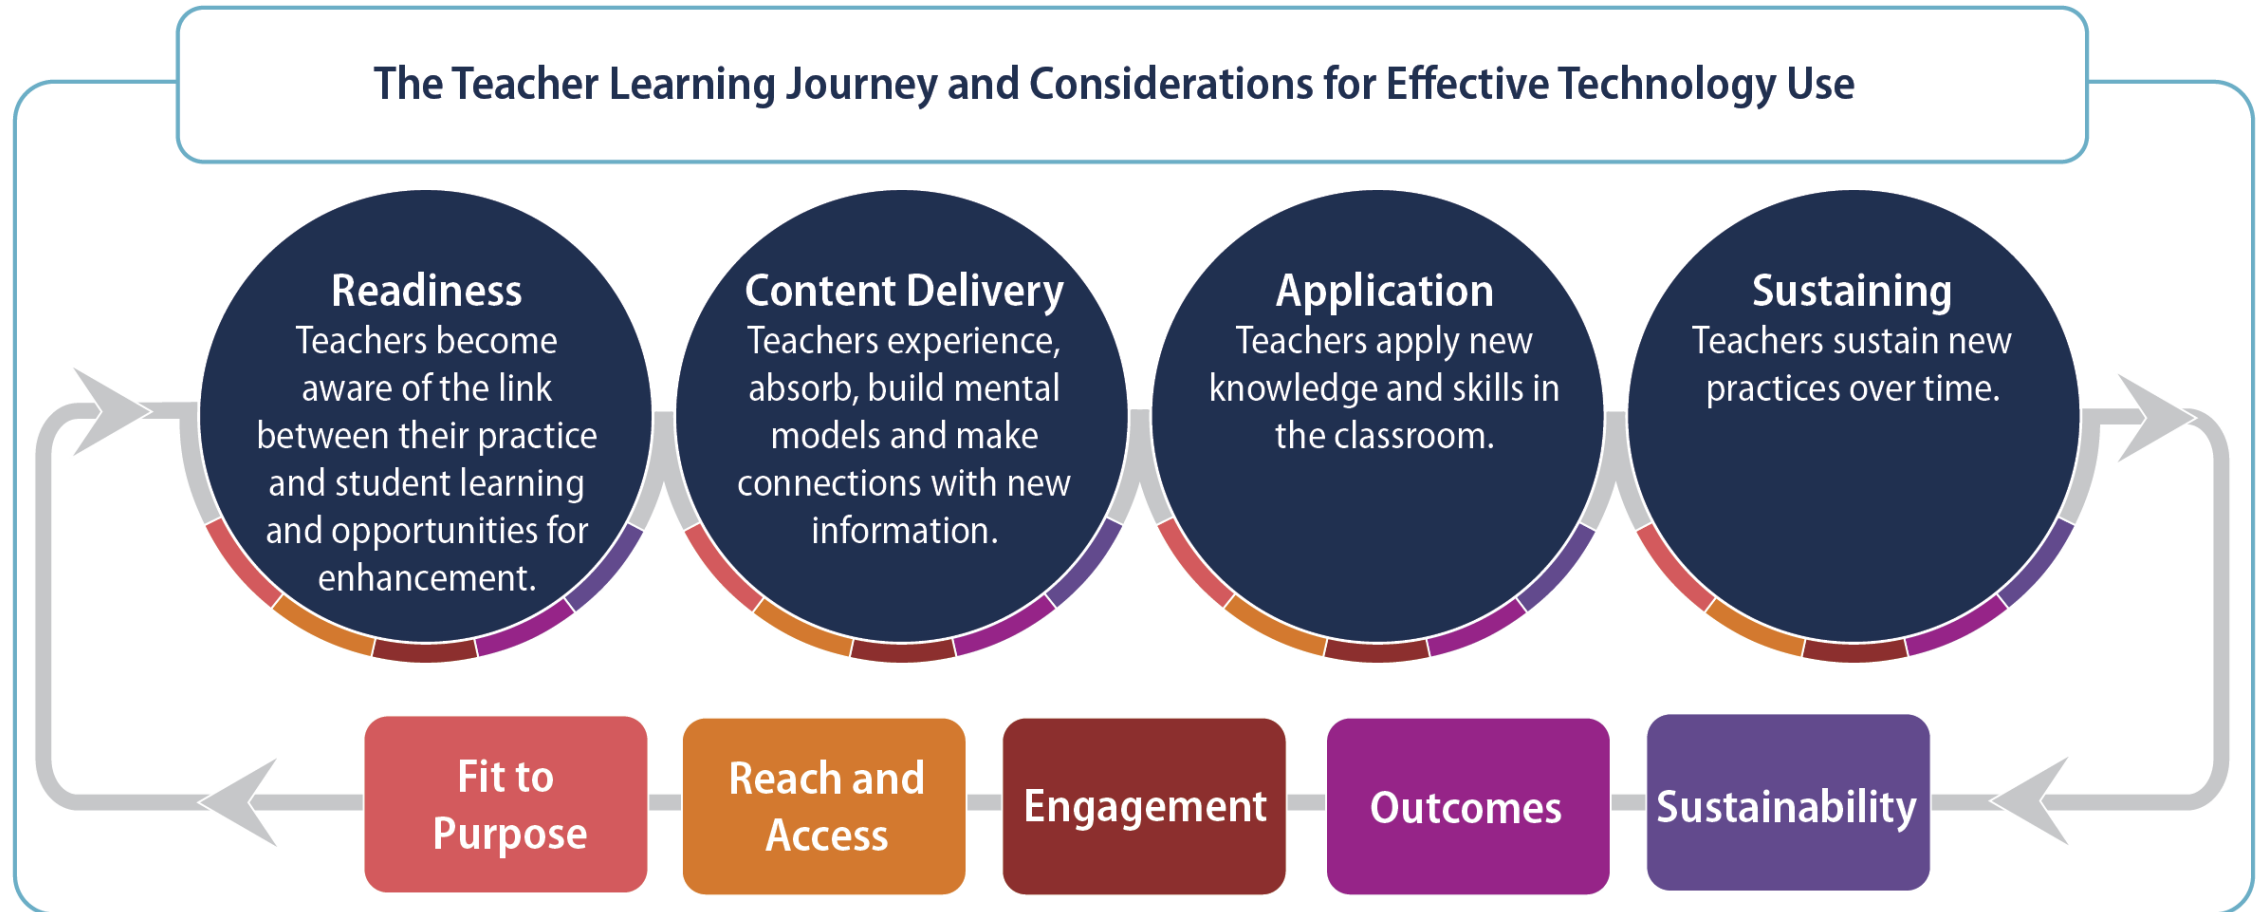 The Teacher Learning Journey and Considerations for Effective Technology Use
Readiness
Teachers become
aware of the link
between their practice
and student learning
and opportunities for
enhancement.
Content Delivery
Teachers experience,
absorb, build mental
models and make
connections with new
information.
Application
Teachers apply new
knowledge and skills in
the classroom.
Sustaining
Teachers sustain new
practices over time.
Fit to
Purpose
Reach and
Access
Engagement
Outcomes
Sustainability